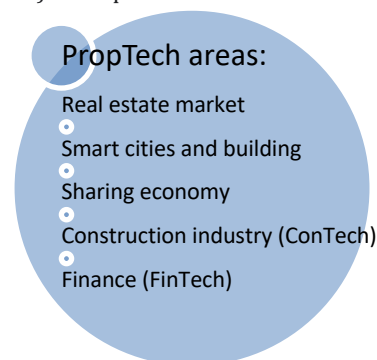 PropTech areas:
Real estate market
Smart cities and building
Sharing economy
Construction industry (ConTech)
Finance (FinTech)